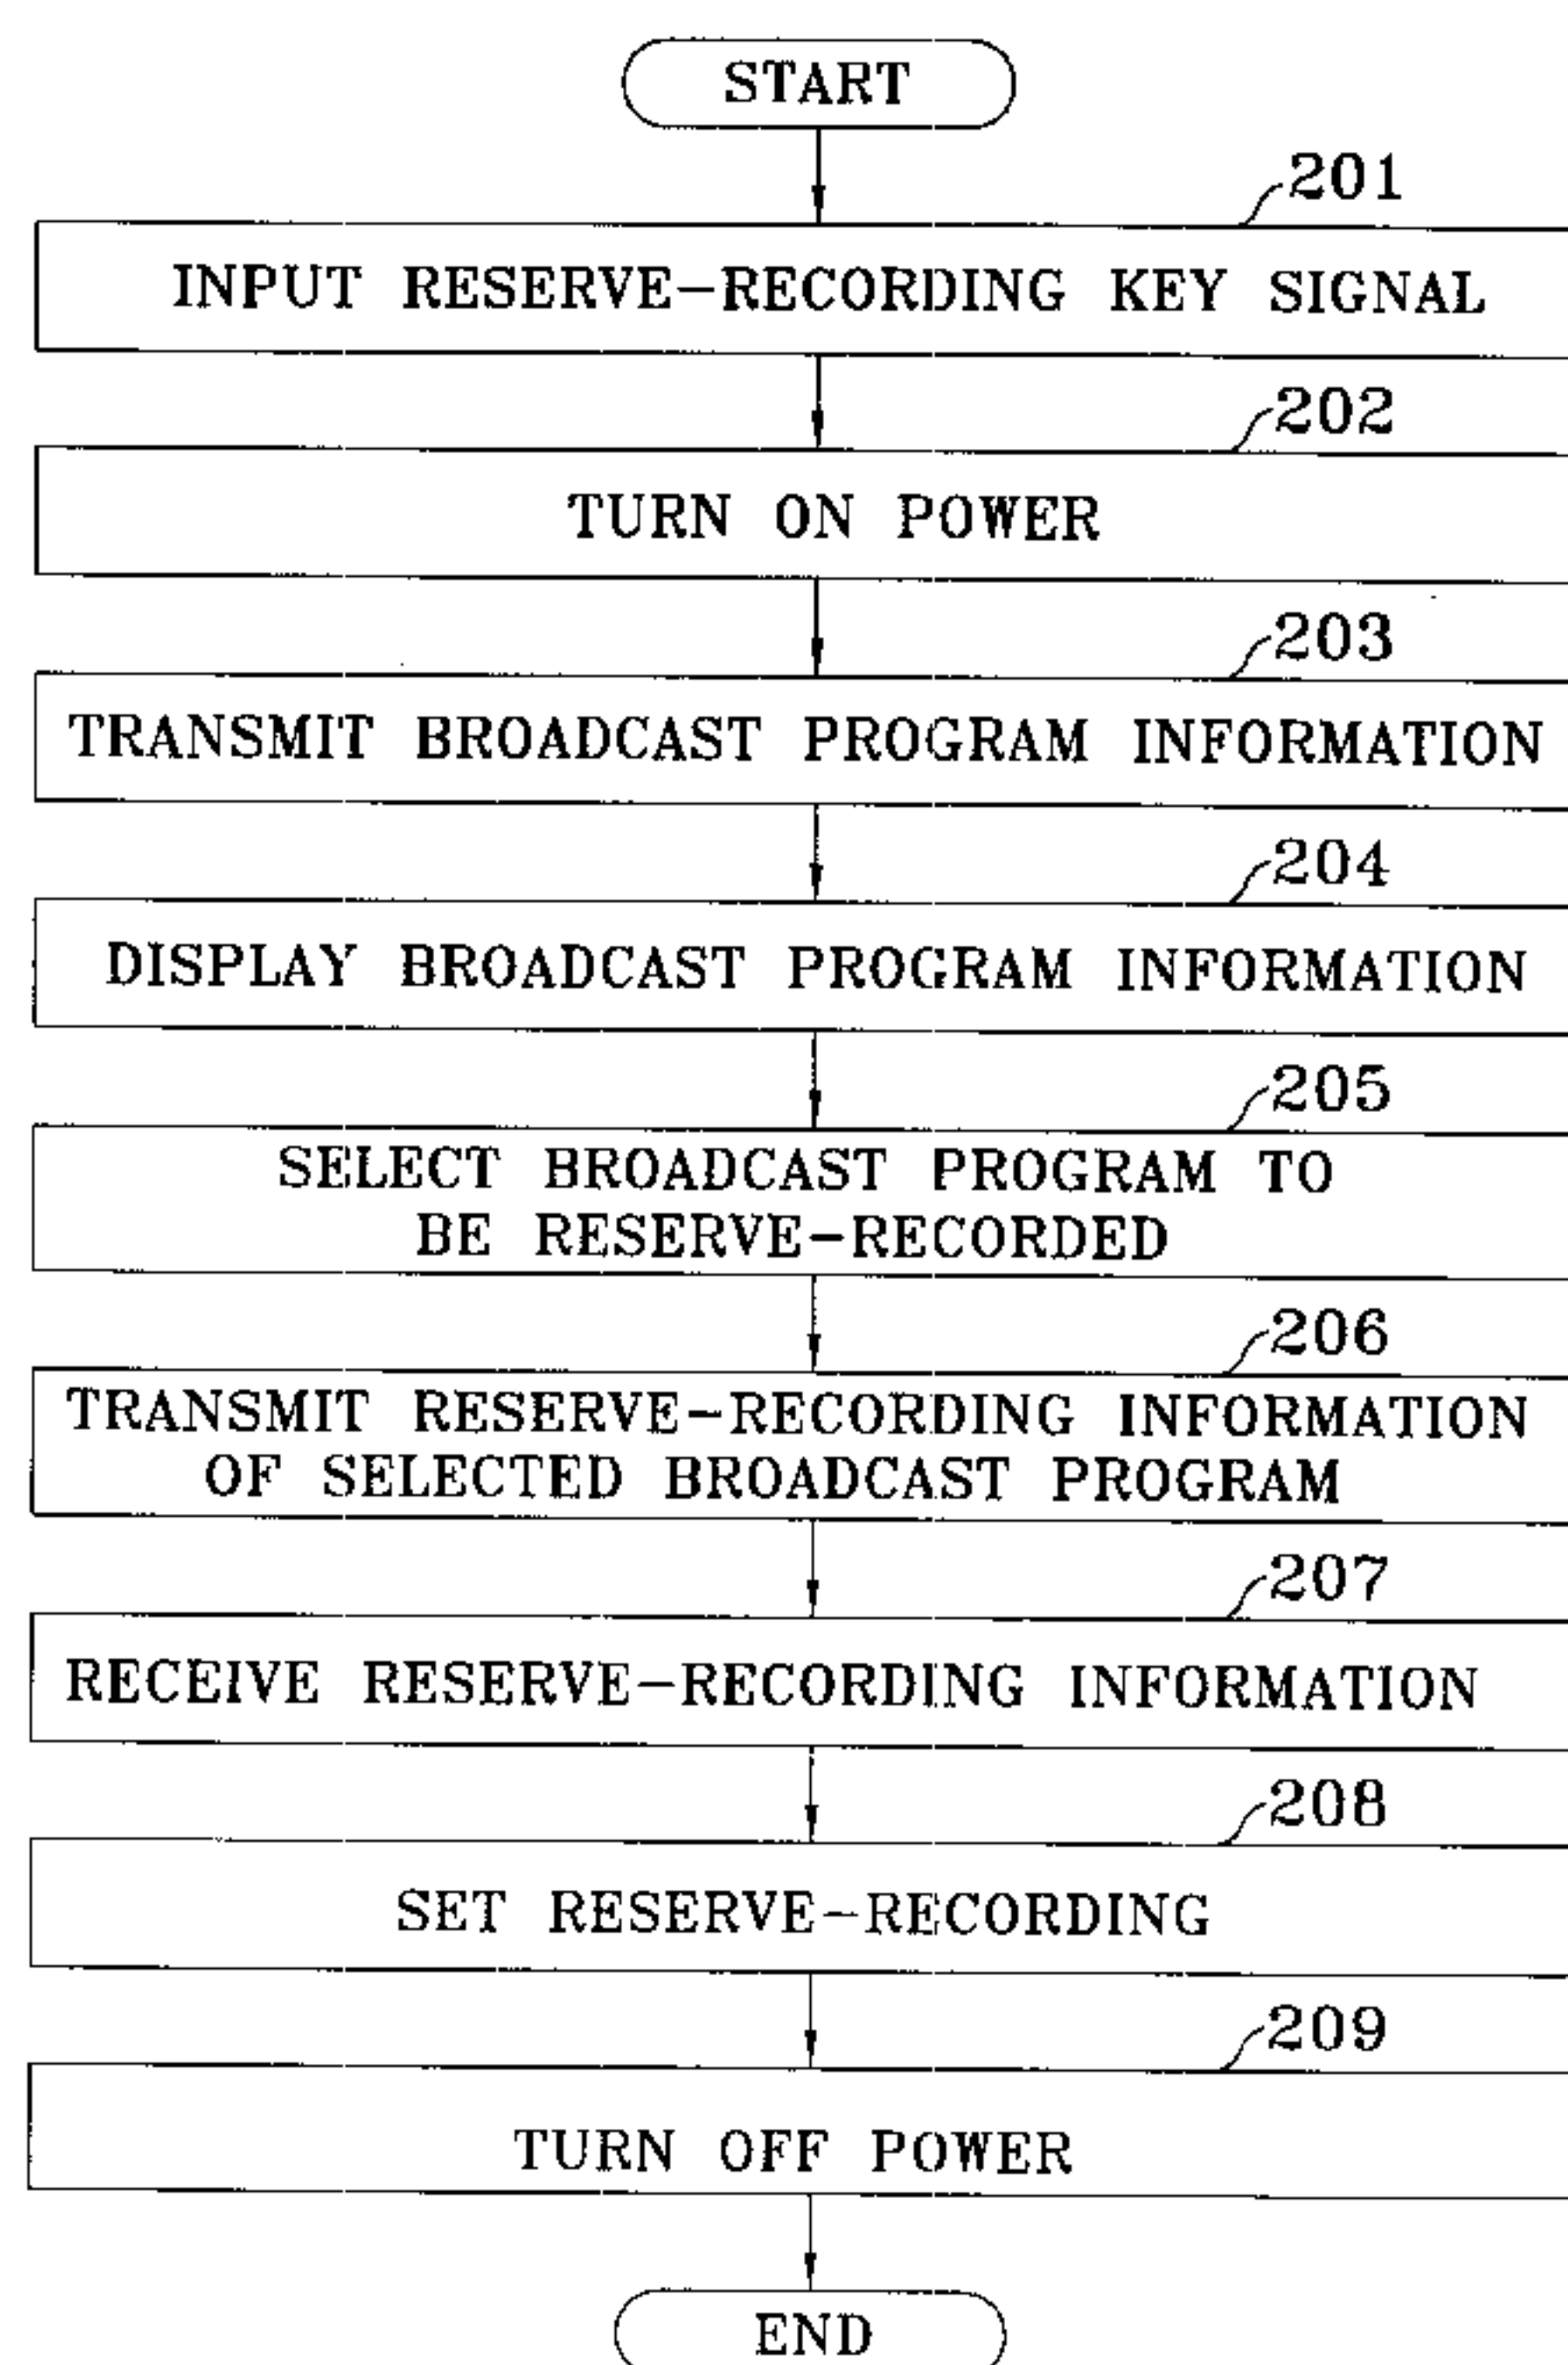 START
201
INPUT RESERVE-RECORDING KEY SIGNAL
202
TURN ON POWER
203
TRANSMIT BROADCAST PROGRAM INFORMATION
204
DISPLAY BROADCAST PROGRAM INFORMATION
205
SELECT BROADCAST PROGRAM TO
BE RESERVE-RECORDED
206
TRANSMIT RESERVE-RECORDING INFORMATION
OF SELECTED BROADCAST PROGRAM
207
RECEIVE RESERVE-RECORDING INFORMATION
208
SET RESERVE-RECORDING
209
TURN OFF POWER
END